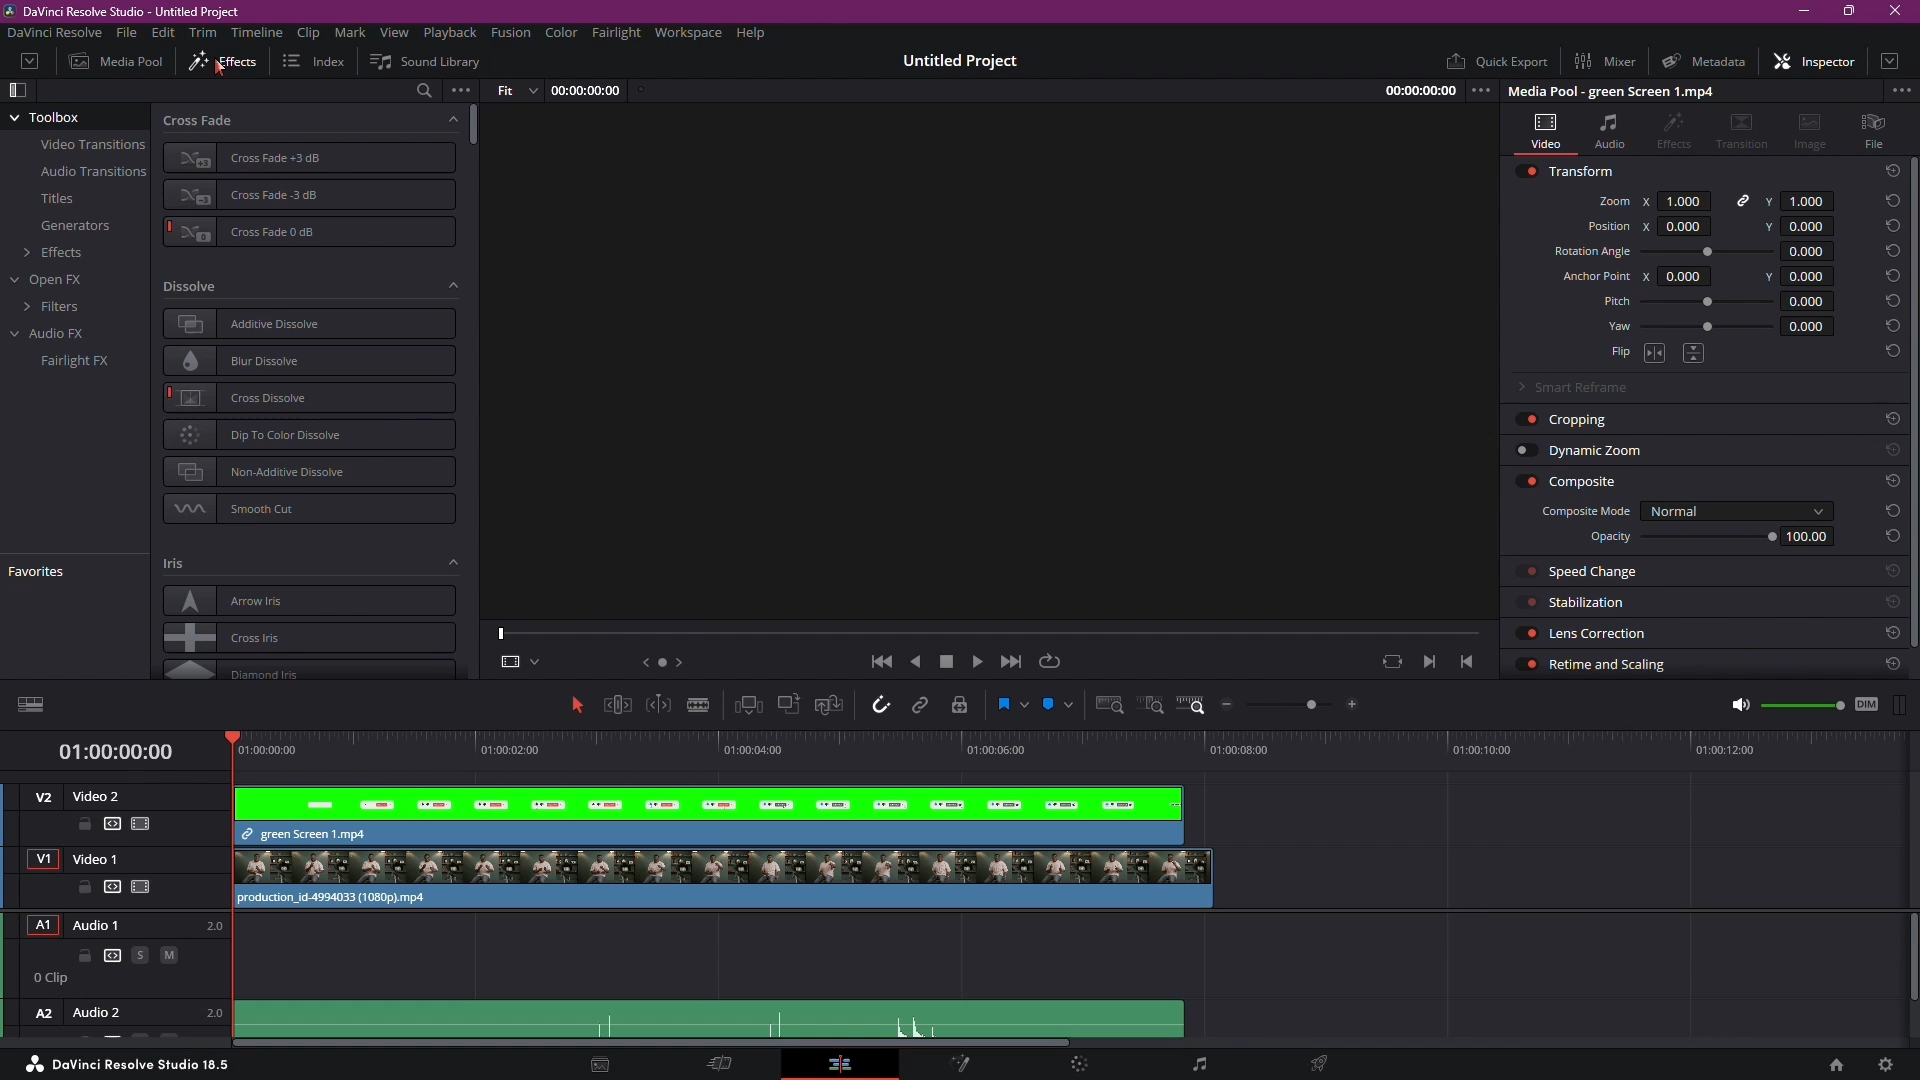 DaVinci Resolve Studio - Untitled Project
DaVinci Resolve File Edit Trim Timeline Clip Mark View Playback Fusion Color Fairlight Workspace Help
Media Pool Effects Index Sound Library Untitled Project Quick Export Mixer Metadata Inspector
Fit 00:00:00:00 00:00:00:00 Media Pool - green Screen 1.mp4
Toolbox
Video Transitions
Audio Transitions
Titles
Generators
Effects
Open FX
Filters
Audio FX
Fairlight FX
Favorites
Cross Fade
+3 Cross Fade +3 dB
-3 Cross Fade -3 dB
0 Cross Fade 0 dB
Dissolve
Additive Dissolve
Blur Dissolve
Cross Dissolve
Dip To Color Dissolve
Non-Additive Dissolve
Smooth Cut
Iris
Arrow Iris
Cross Iris
Diamond Iris
Video Audio Effects Transition Image File
Transform
Zoom X 1.000 Y 1.000
Position X 0.000 Y 0.000
Rotation Angle 0.000
Anchor Point X 0.000 Y 0.000
Pitch 0.000
Yaw 0.000
Flip
Smart Reframe
Cropping
Dynamic Zoom
Composite
Composite Mode Normal
Opacity 100.00
Speed Change
Stabilization
Lens Correction
Retime and Scaling
DIM
01:00:00:00
01:00:00:00 01:00:02:00 01:00:04:00 01:00:06:00 01:00:08:00 01:00:10:00 01:00:12:00
V2 Video 2
green Screen 1.mp4
V1 Video 1
production_id-4994033 (1080p).mp4
A1 Audio 1 2.0
S M
0 Clip
A2 Audio 2 2.0
DaVinci Resolve Studio 18.5